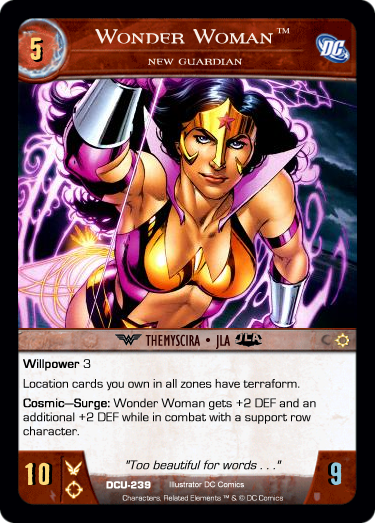 5
WONDER WOMAN™
NEW GUARDIAN
DC
THEMYSCIRA • JLA JLA
Willpower 3
Location cards you own in all zones have terraform.
Cosmic—Surge: Wonder Woman gets +2 DEF and an
additional +2 DEF while in combat with a support row
character.
10
"Too beautiful for words . . ."
9
DCU-239 Illustrator DC Comics
Characters, Related Elements ™ & © DC Comics